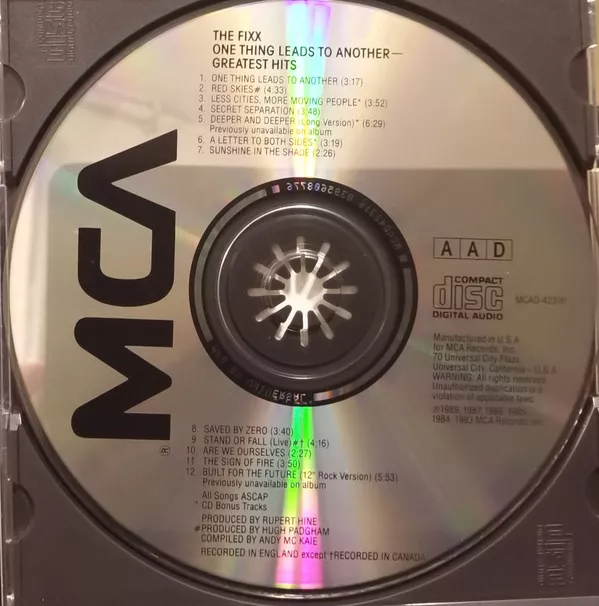 THE FIXX
ONE THING LEADS TO ANOTHER—
GREATEST HITS
1. ONE THING LEADS TO ANOTHER (3:17)
2. RED SKIES# (4:33)
3. LESS CITIES, MORE MOVING PEOPLE* (3:52)
4. SECRET SEPARATION (3:48)
5. DEEPER AND DEEPER (Long Version)* (6:29)
Previously unavailable on album
6. A LETTER TO BOTH SIDES* (3:19)
7. SUNSHINE IN THE SHADE (2:26)
MCA
®
A A D
COMPACT
disc
DIGITAL AUDIO
Manufactured in U.S.A.
for MCA Records, Inc.
70 Universal City Plaza,
Universal City, California – U.S.A.
WARNING: All rights reserved.
Unauthorized duplication is a
violation of applicable laws.
1984, 1983 MCA Records, Inc.
8. SAVED BY ZERO (3:40)
9 STAND OR FALL (Live)#† (4:16)
10 ARE WE OURSELVES (2:27)
11 THE SIGN OF FIRE (3:50)
12 BUILT FOR THE FUTURE (12" Rock Version) (5:53)
Previously unavailable on album
All Songs ASCAP
* CD Bonus Tracks
PRODUCED BY RUPERT HINE
#PRODUCED BY HUGH PADGHAM
COMPILED BY ANDY MC KAIE
RECORDED IN ENGLAND except †RECORDED IN CANADA